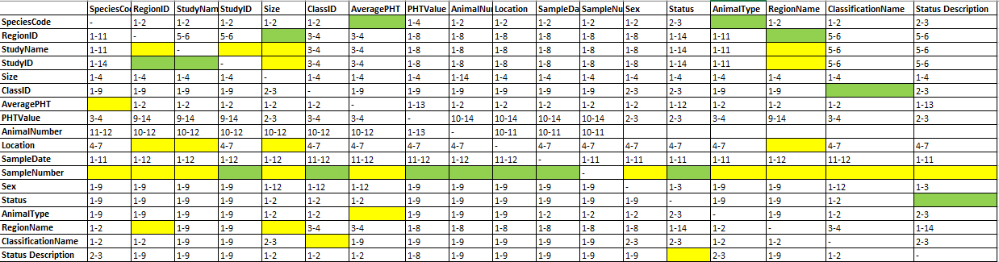 SpeciesCod RegionID StudyNam StudyID Size ClassID AveragePHT PHTValue AnimalNu Location SampleDa SampleNu Sex Status AnimalType RegionName ClassificationName Status Description
SpeciesCode - 1-2 1-2 1-2 1-2 1-2 1-4 1-2 1-2 1-2 1-2 1-2 2-3 1-2 1-2 2-3
RegionID 1-11 - 5-6 5-6 3-4 3-4 1-8 1-8 1-8 1-8 1-8 1-8 1-14 1-11 5-6 5-6
StudyName 1-11 - 3-4 3-4 1-8 1-8 1-8 1-8 1-8 1-8 1-14 1-11 5-6 5-6
StudyID 1-14 - 3-4 3-4 1-8 1-8 1-8 1-8 1-8 1-8 1-14 1-11 5-6 5-6
Size 1-4 1-4 1-4 1-4 - 1-4 1-4 1-4 1-14 1-4 1-4 1-4 1-4 1-4 1-4 1-4 1-4 1-4
ClassID 1-9 1-9 1-9 1-9 2-3 - 1-9 1-9 1-9 1-9 1-9 1-9 2-3 2-3 1-9 1-9 2-3
AveragePHT 1-2 1-2 1-2 1-2 1-2 - 1-13 1-2 1-2 1-2 1-2 1-2 1-12 1-2 1-2 1-2 1-13
PHTValue 3-4 9-14 9-14 9-14 2-3 3-4 3-4 - 10-14 10-14 10-14 10-14 2-3 2-3 3-4 9-14 3-4 2-3
AnimalNumber 11-12 10-12 10-12 10-12 10-12 10-12 10-12 1-13 - 10-11 10-11 10-11
Location 4-7 4-7 4-7 4-7 4-7 4-7 - 4-7 4-7 4-7 4-7 4-7 4-7 4-7
SampleDate 1-11 1-12 1-12 1-12 1-12 11-12 11-12 11-12 1-12 11-12 - 1-11 1-11 1-11 1-11 1-12 11-12 1-11
SampleNumber -
Sex 1-9 1-9 1-9 1-9 1-12 1-12 1-12 1-9 1-9 1-9 1-9 1-9 - 1-3 1-9 1-9 1-12 1-3
Status 1-9 1-9 1-9 1-9 1-2 1-2 1-2 1-9 1-9 1-9 1-9 1-9 1-9 - 1-9 1-9 1-2
AnimalType 1-9 1-9 1-9 1-9 1-2 1-2 1-9 1-9 1-9 1-2 1-2 1-2 2-3 - 1-9 1-2 2-3
RegionName 1-2 1-9 1-9 3-4 3-4 1-8 1-8 1-8 1-8 1-8 1-8 1-14 1-2 - 3-4 1-14
ClassificationName 1-2 1-2 1-9 1-9 2-3 1-9 1-9 1-9 1-9 1-9 1-9 2-3 2-3 1-2 1-2 - 2-3
Status Description 2-3 1-9 1-9 1-9 1-2 1-2 1-2 1-8 1-9 1-9 1-9 1-9 1-9 2-3 1-9 1-2 -